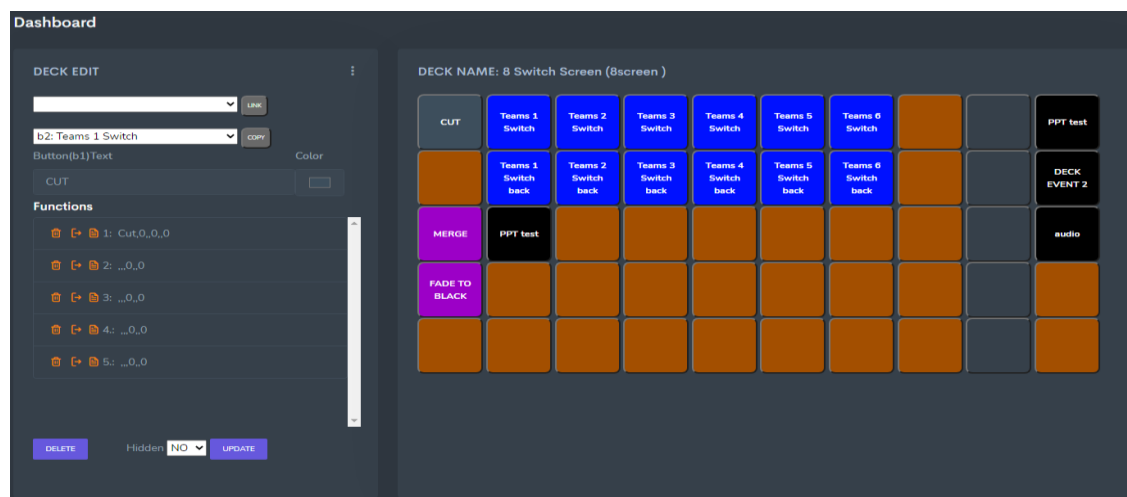 Dashboard
DECK EDIT
LINK
b2: Teams 1 Switch
COPY
Button(b1)Text Color
CUT
Functions
1: Cut,0,,0,,0
2: ,,,0,,0
3: ,,,0,,0
4.: ,,,0,,0
5.: ,,,0,,0
DELETE Hidden NO UPDATE
DECK NAME: 8 Switch Screen (8screen )
CUT
Teams 1
Switch
Teams 2
Switch
Teams 3
Switch
Teams 4
Switch
Teams 5
Switch
Teams 6
Switch
PPT test
Teams 1
Switch
back
Teams 2
Switch
back
Teams 3
Switch
back
Teams 4
Switch
back
Teams 5
Switch
back
Teams 6
Switch
back
DECK
EVENT 2
MERGE
PPT test
audio
FADE TO
BLACK